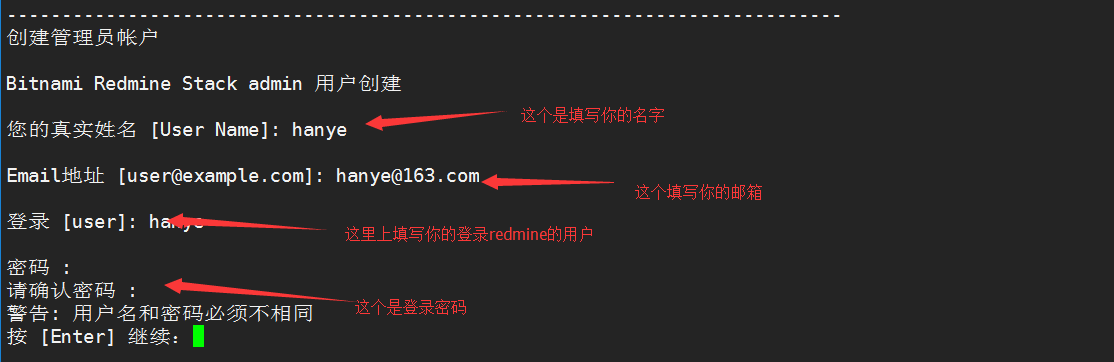 --------------------------------------------------------------------------
创建管理员帐户
Bitnami Redmine Stack admin 用户创建
这个是填写你的名字
您的真实姓名 [User Name]: hanye
Email地址 [user@example.com]: hanye@163.com
这个填写你的邮箱
登录 [user]: hanye
这里上填写你的登录redmine的用户
密码 :
请确认密码 :
这个是登录密码
警告: 用户名和密码必须不相同
按 [Enter] 继续: